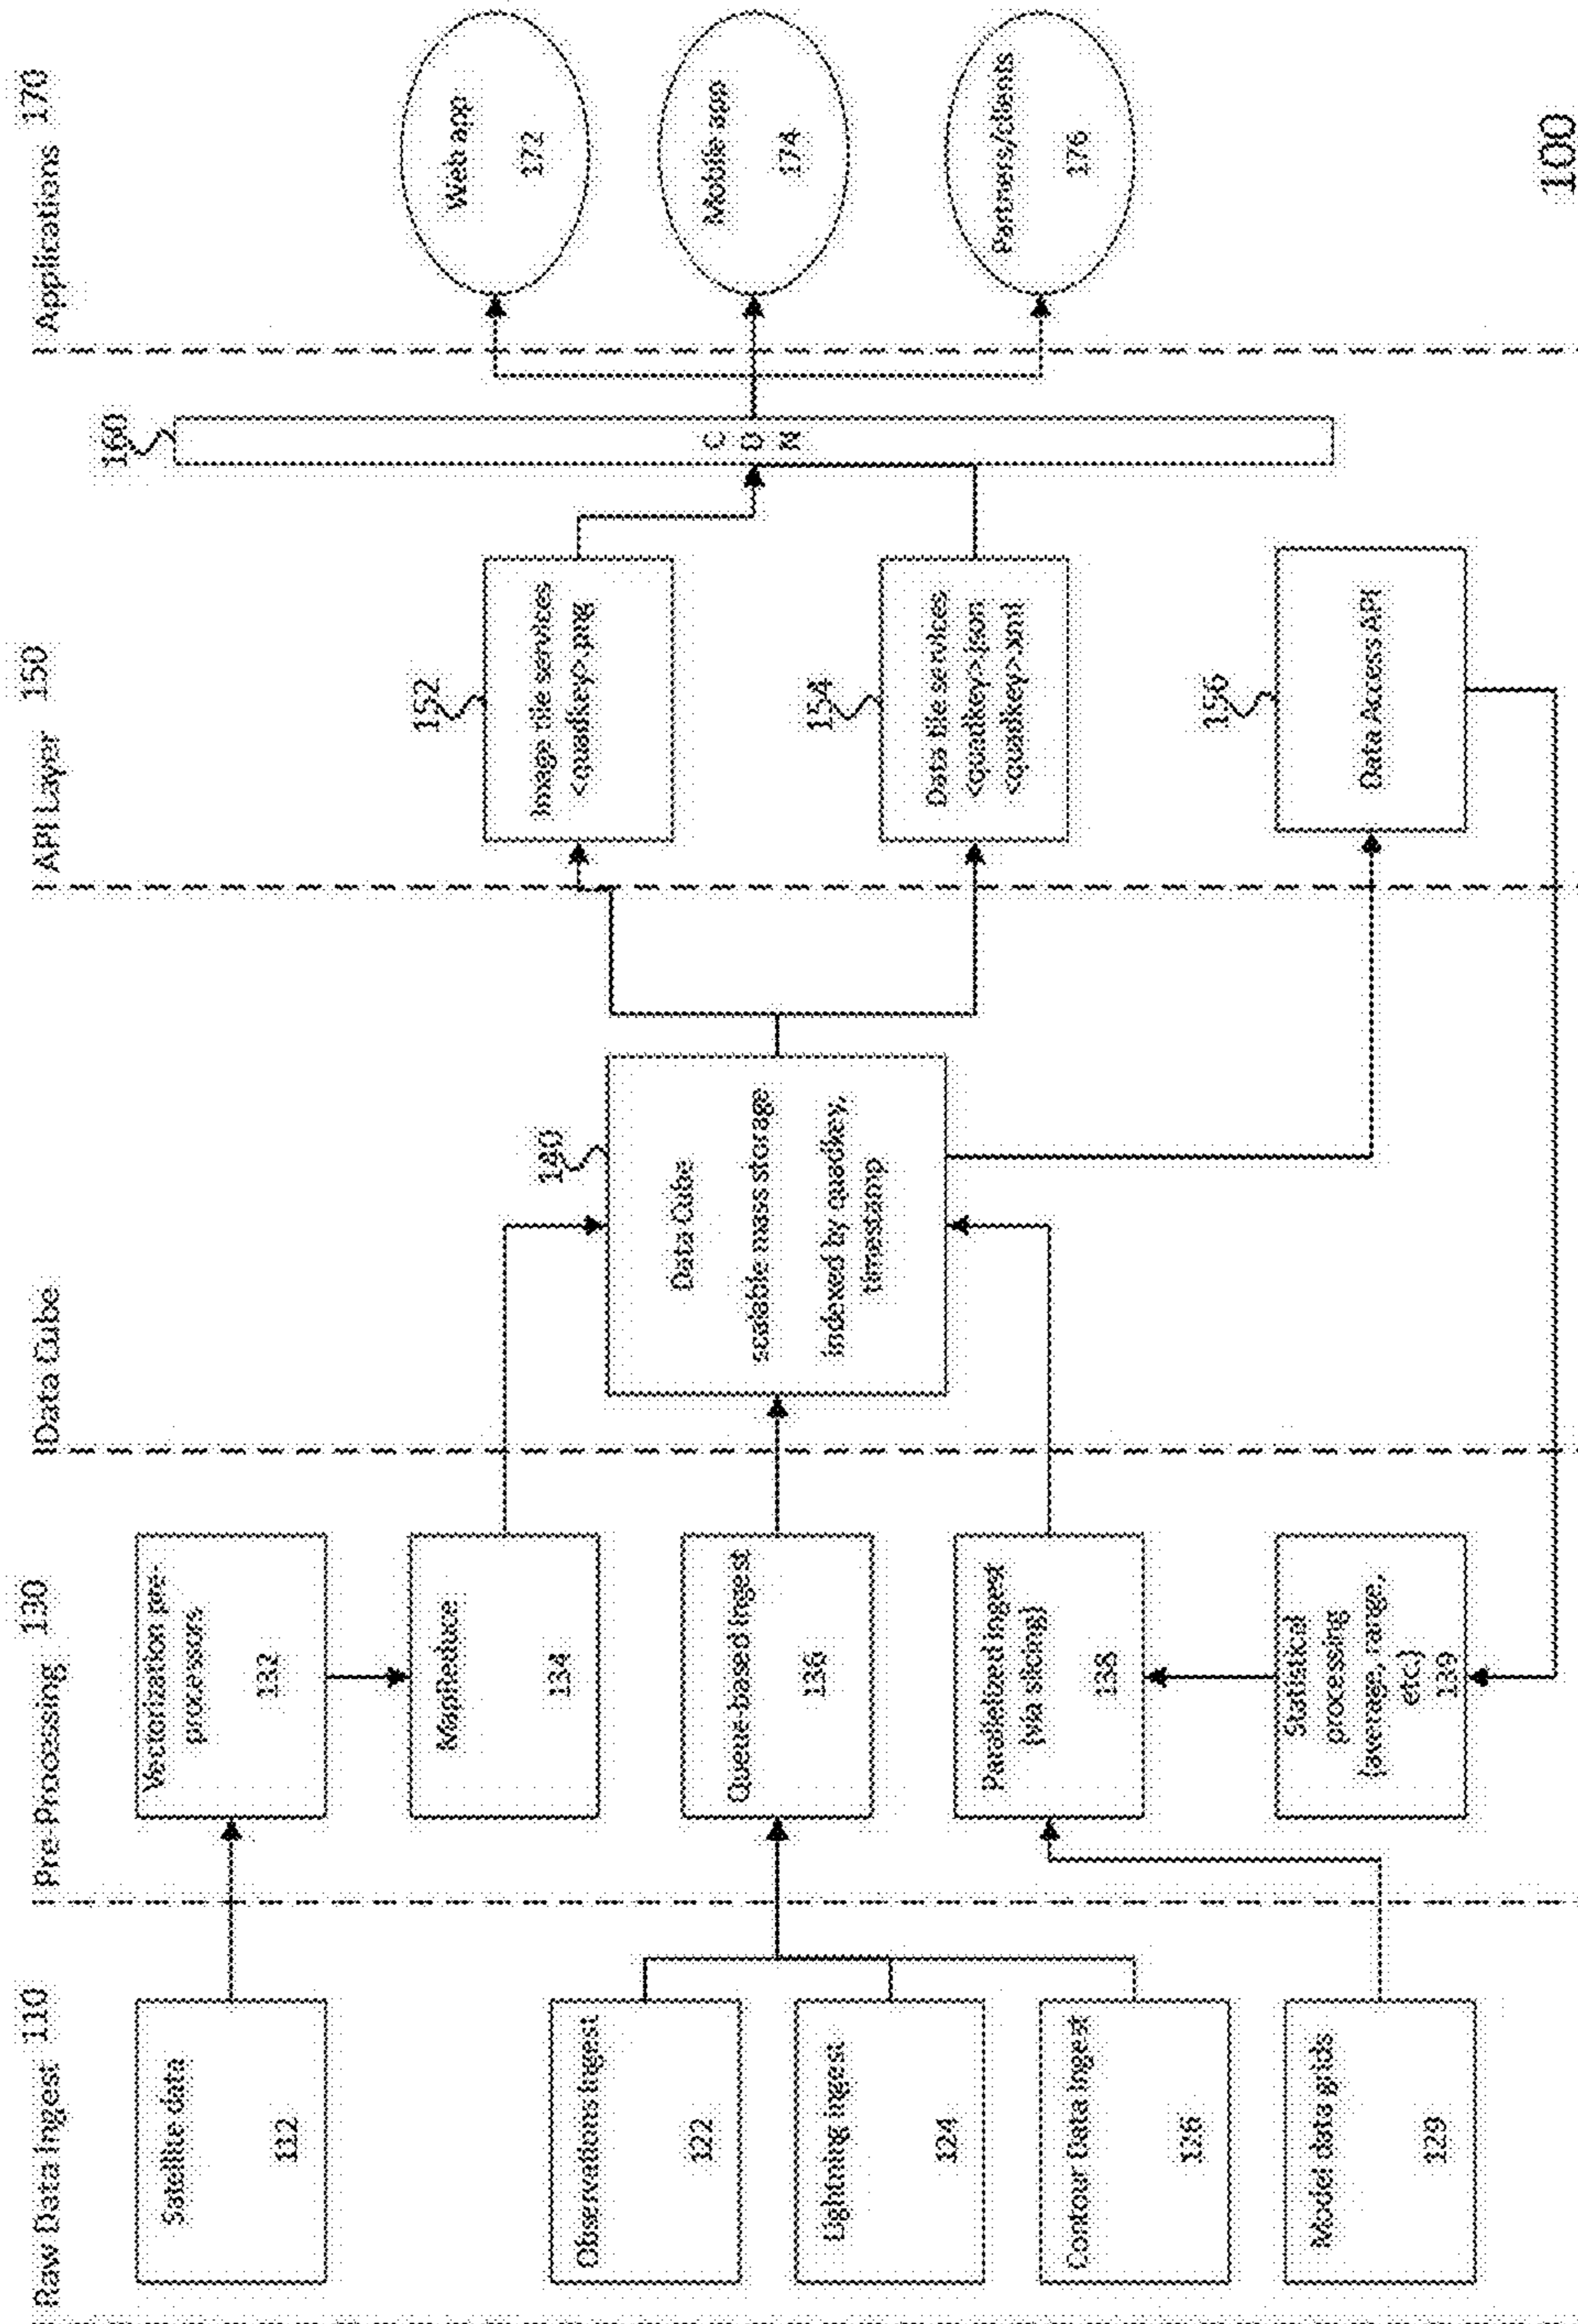 Raw Data Ingest 110
Satellite data
112
Observations Ingest
122
Lightning ingest
124
Contour Data Ingest
126
Model data grids
129
Pre-Processing 130
Vectorization pre-
processors
132
MapReduce
134
Queue-based Ingest
136
Parallelized ingest
(via slicing)
138
Statistical
processing
(average, range,
etc.)
139
Data Cube
140
Data Cube
scalable mass storage
indexed by quadkey,
timestamp
API Layer 150
152
Image tile services
<quadkey>.png
154
Data tile services
<quadkey>.json
<quadkey>.xml
156
Data Access API
160
C
D
N
Applications 170
Web app
172
Mobile app
174
Partners/clients
176
100